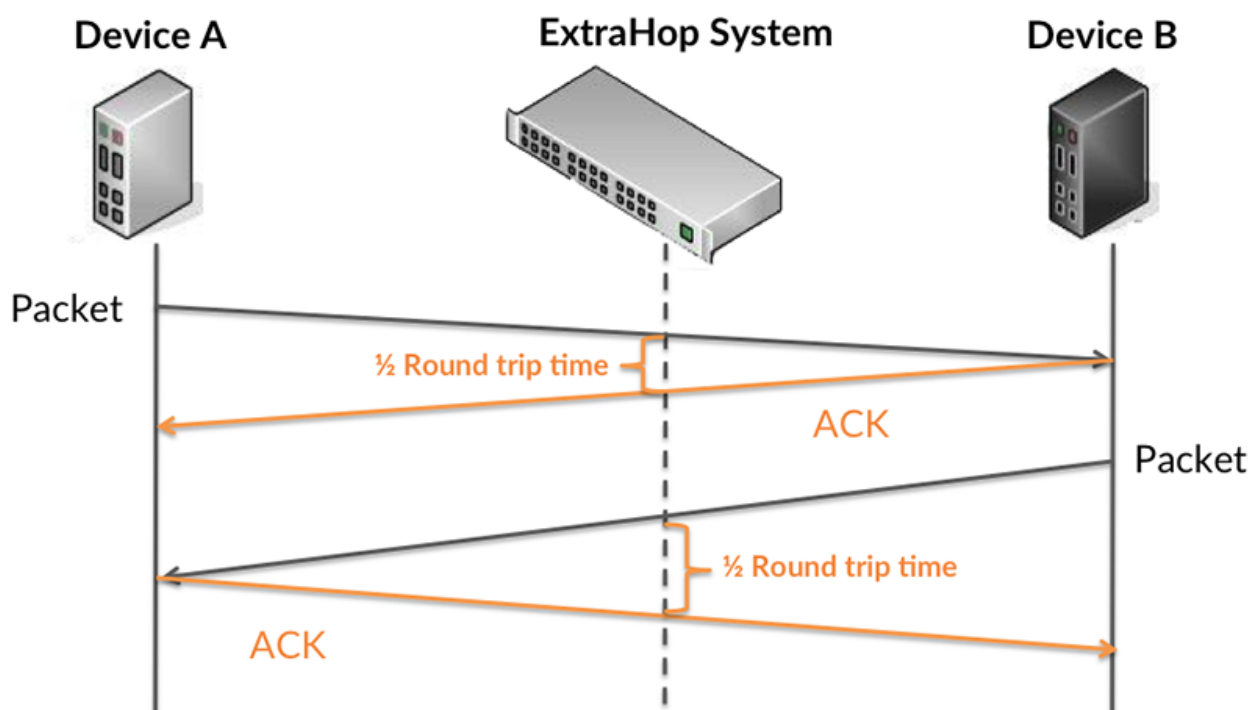 Device A
ExtraHop System
Device B
Packet
½ Round trip time
ACK
Packet
½ Round trip time
ACK